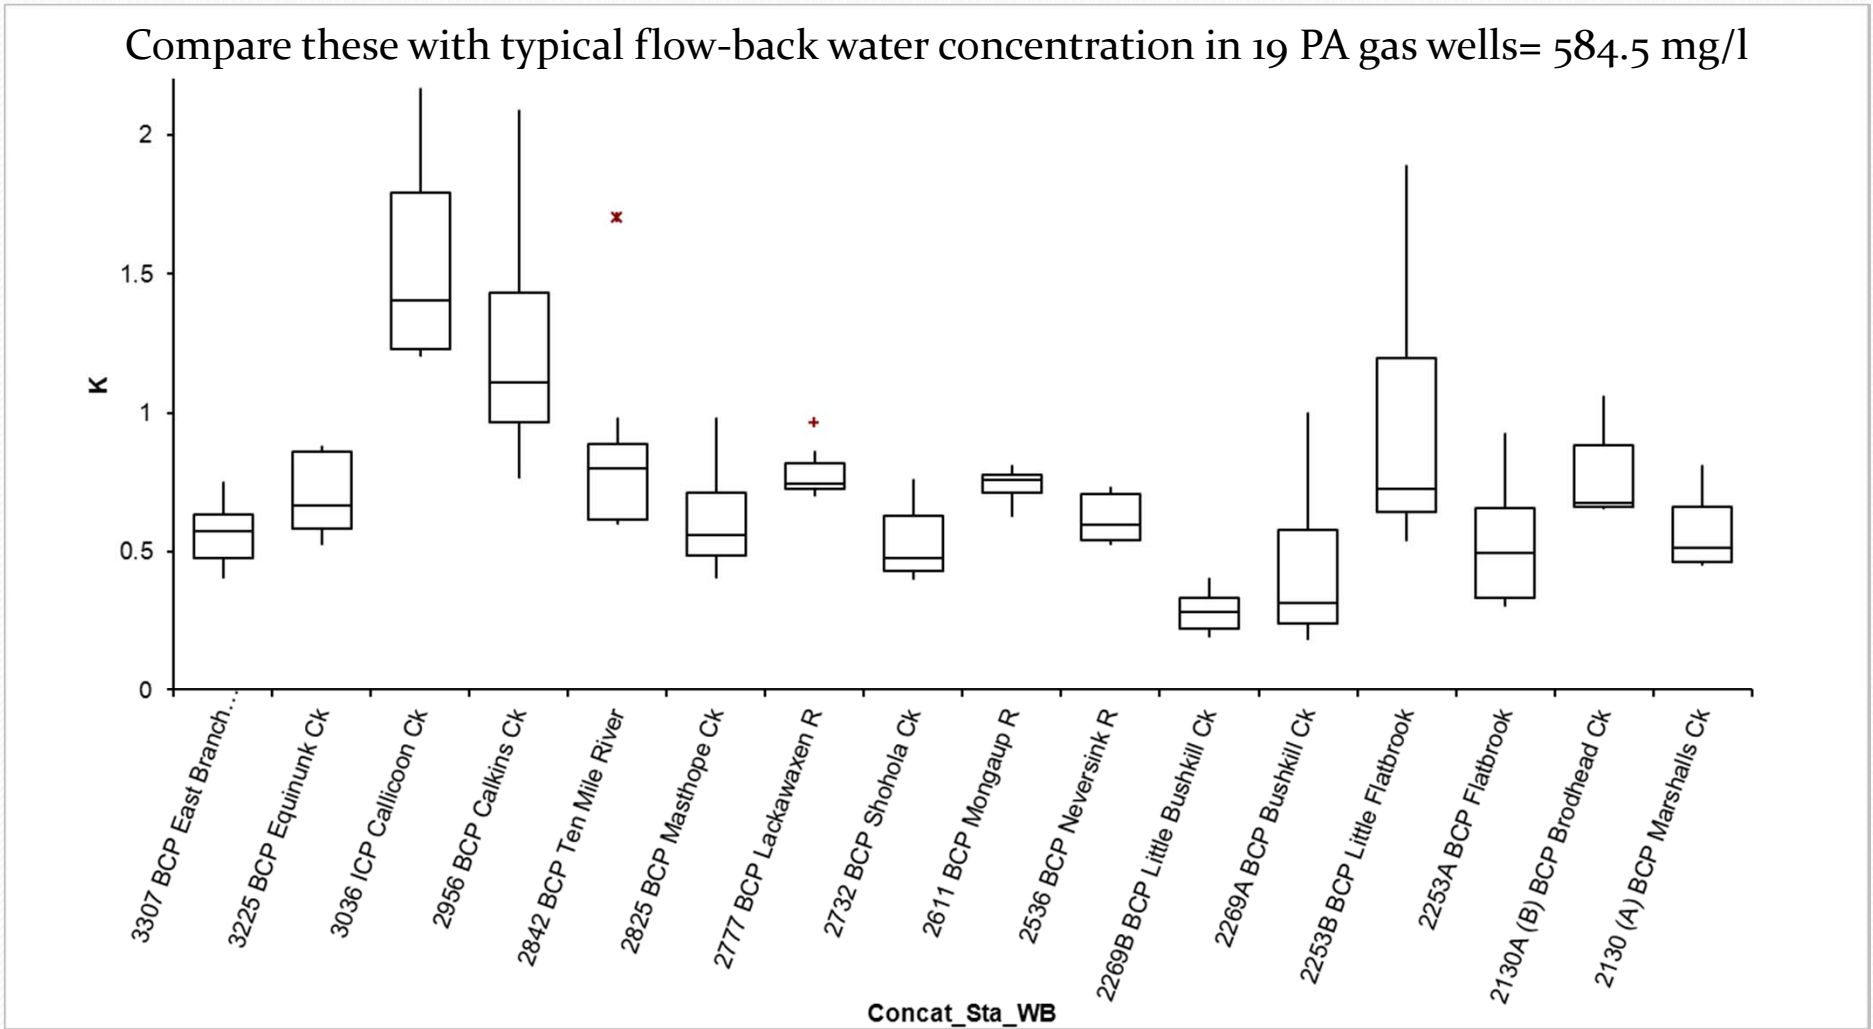 Compare these with typical flow-back water concentration in 19 PA gas wells= 584.5 mg/l
2
1.5
1
0.5
0
K
3307 BCP East Branch...
3225 BCP Equinunk Ck
3036 ICP Callicoon Ck
2956 BCP Calkins Ck
2842 BCP Ten Mile River
2825 BCP Masthope Ck
2777 BCP Lackawaxen R
2732 BCP Shohola Ck
2611 BCP Mongaup R
2536 BCP Neversink R
2269B BCP Little Bushkill Ck
2269A BCP Bushkill Ck
2253B BCP Little Flatbrook
2253A BCP Flatbrook
2130A (B) BCP Brodhead Ck
2130 (A) BCP Marshalls Ck
Concat_Sta_WB